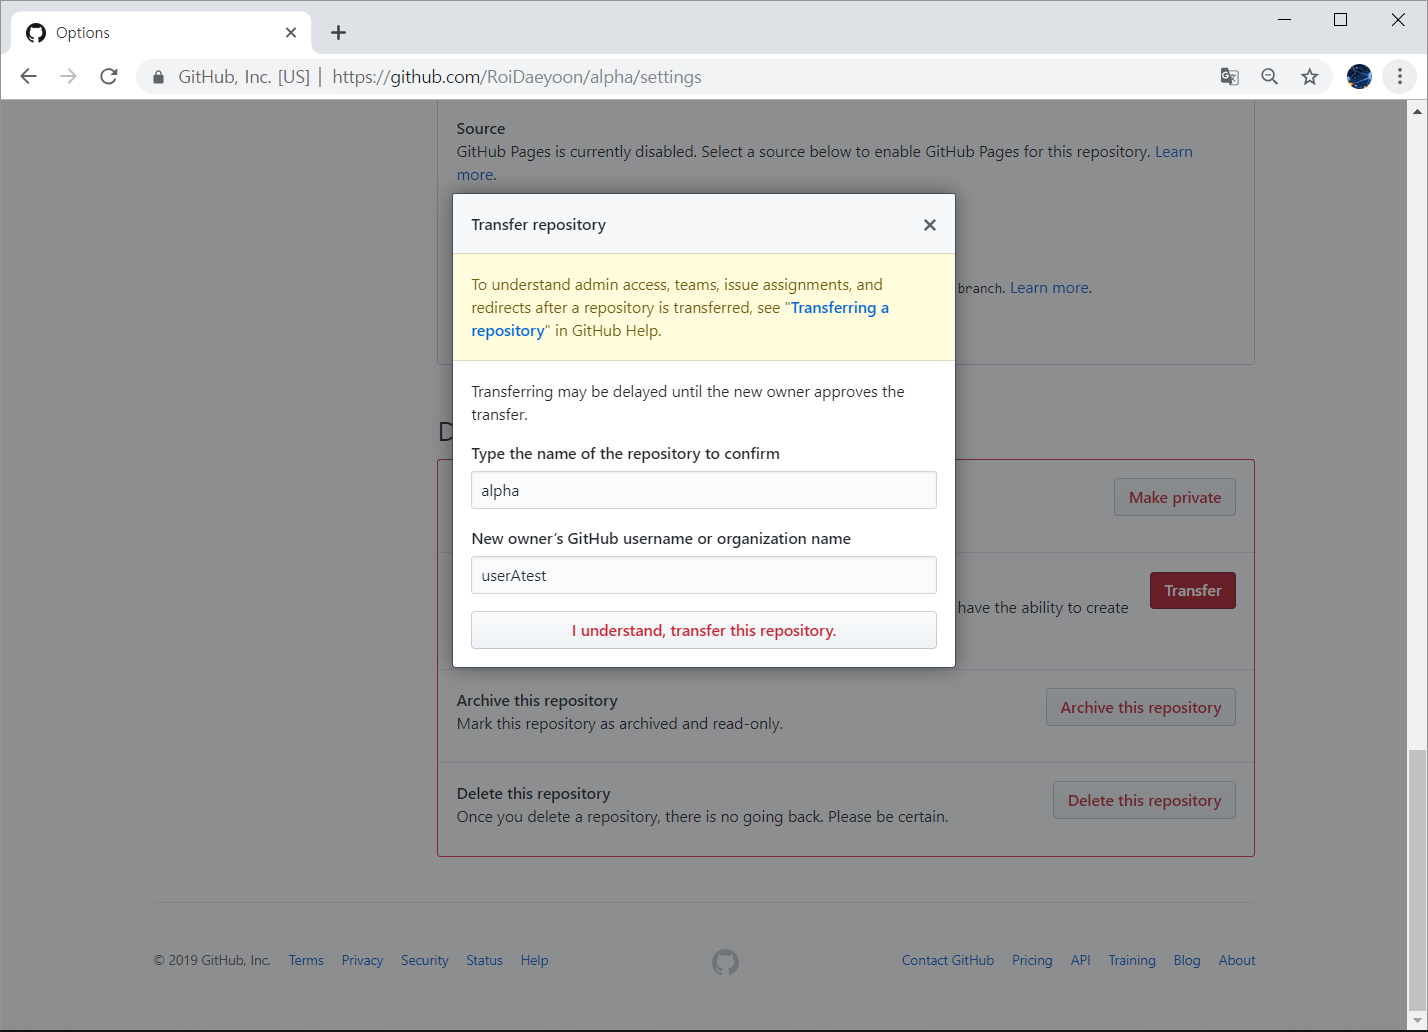 Options
GitHub, Inc. [US] | https://github.com/RoiDaeyoon/alpha/settings
Source
GitHub Pages is currently disabled. Select a source below to enable GitHub Pages for this repository. Learn
more.
Transfer repository
To understand admin access, teams, issue assignments, and
redirects after a repository is transferred, see "Transferring a
repository" in GitHub Help.
branch. Learn more.
Transferring may be delayed until the new owner approves the
transfer.
D
Type the name of the repository to confirm
alpha
Make private
New owner's GitHub username or organization name
userAtest
Transfer
have the ability to create
I understand, transfer this repository.
Archive this repository
Mark this repository as archived and read-only.
Archive this repository
Delete this repository
Once you delete a repository, there is no going back. Please be certain.
Delete this repository
© 2019 GitHub, Inc. Terms Privacy Security Status Help Contact GitHub Pricing API Training Blog About